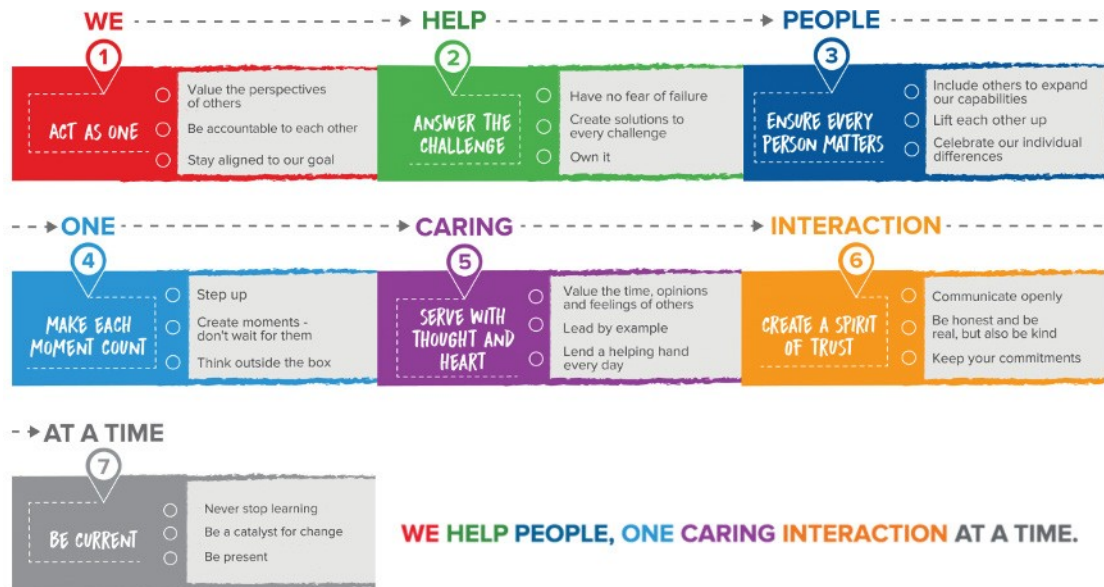 WE
HELP
PEOPLE
1
2
3
ACT AS ONE
Value the perspectives
of others
Be accountable to each other
Stay aligned to our goal
ANSWER THE
CHALLENGE
Have no fear of failure
Create solutions to
every challenge
Own it
ENSURE EVERY
PERSON MATTERS
Include others to expand
our capabilities
Lift each other up
Celebrate our individual
differences
ONE
CARING
INTERACTION
4
5
6
MAKE EACH
MOMENT COUNT
Step up
Create moments -
don't wait for them
Think outside the box
SERVE WITH
THOUGHT AND
HEART
Value the time, opinions
and feelings of others
Lead by example
Lend a helping hand
every day
CREATE A SPIRIT
OF TRUST
Communicate openly
Be honest and be
real, but also be kind
Keep your commitments
AT A TIME
7
BE CURRENT
Never stop learning
Be a catalyst for change
Be present
WE HELP PEOPLE, ONE CARING INTERACTION AT A TIME.